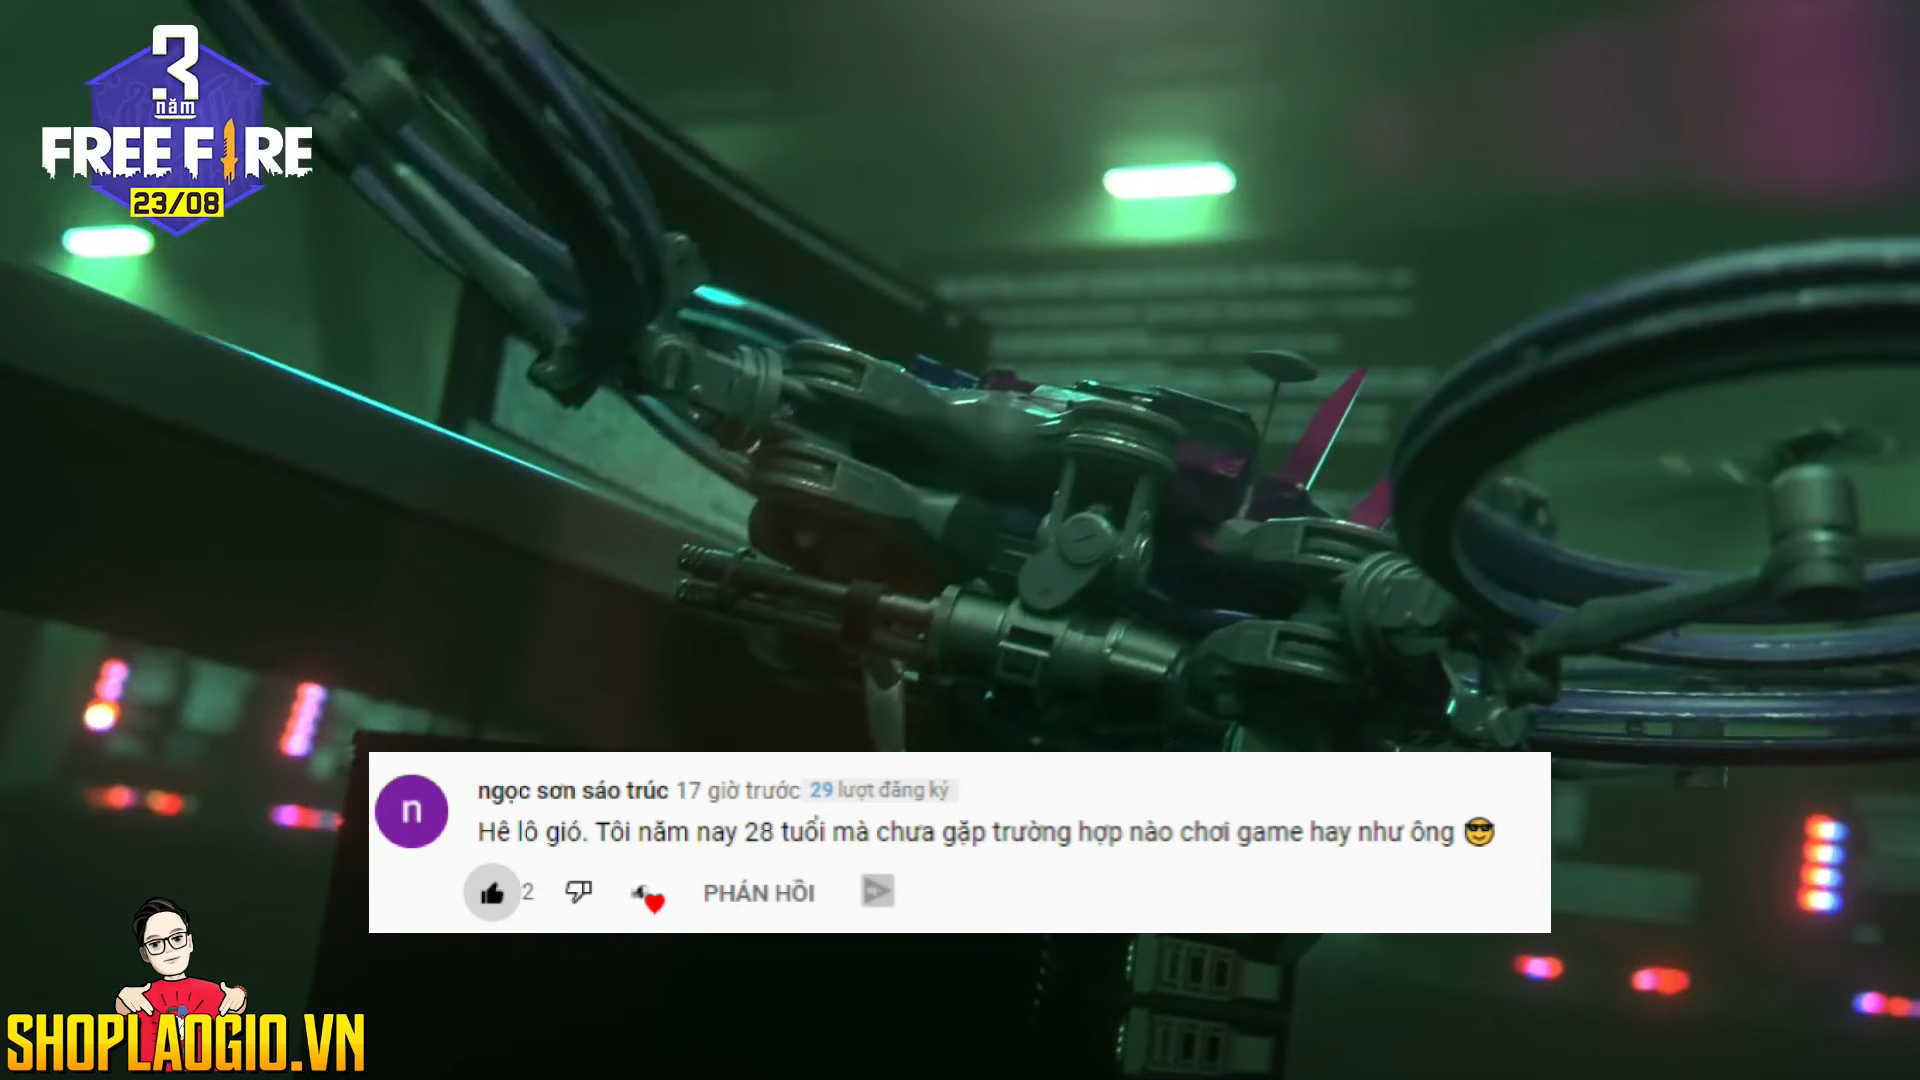 3
năm
FREE FIRE
23/08
n
ngọc sơn sáo trúc 17 giờ trước 29 lượt đăng ký
Hê lô gió. Tôi năm nay 28 tuổi mà chưa gặp trường hợp nào chơi game hay như ông 😎
2
PHẢN HỒI
SHOPLAOGIO.VN